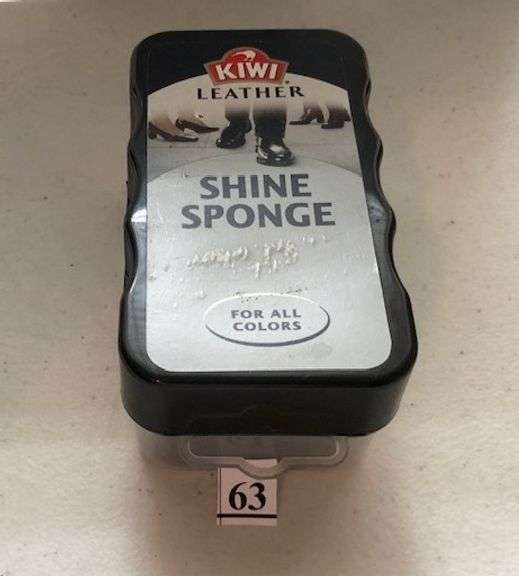 KIWI
LEATHER
SHINE
SPONGE
FOR ALL
COLORS
63